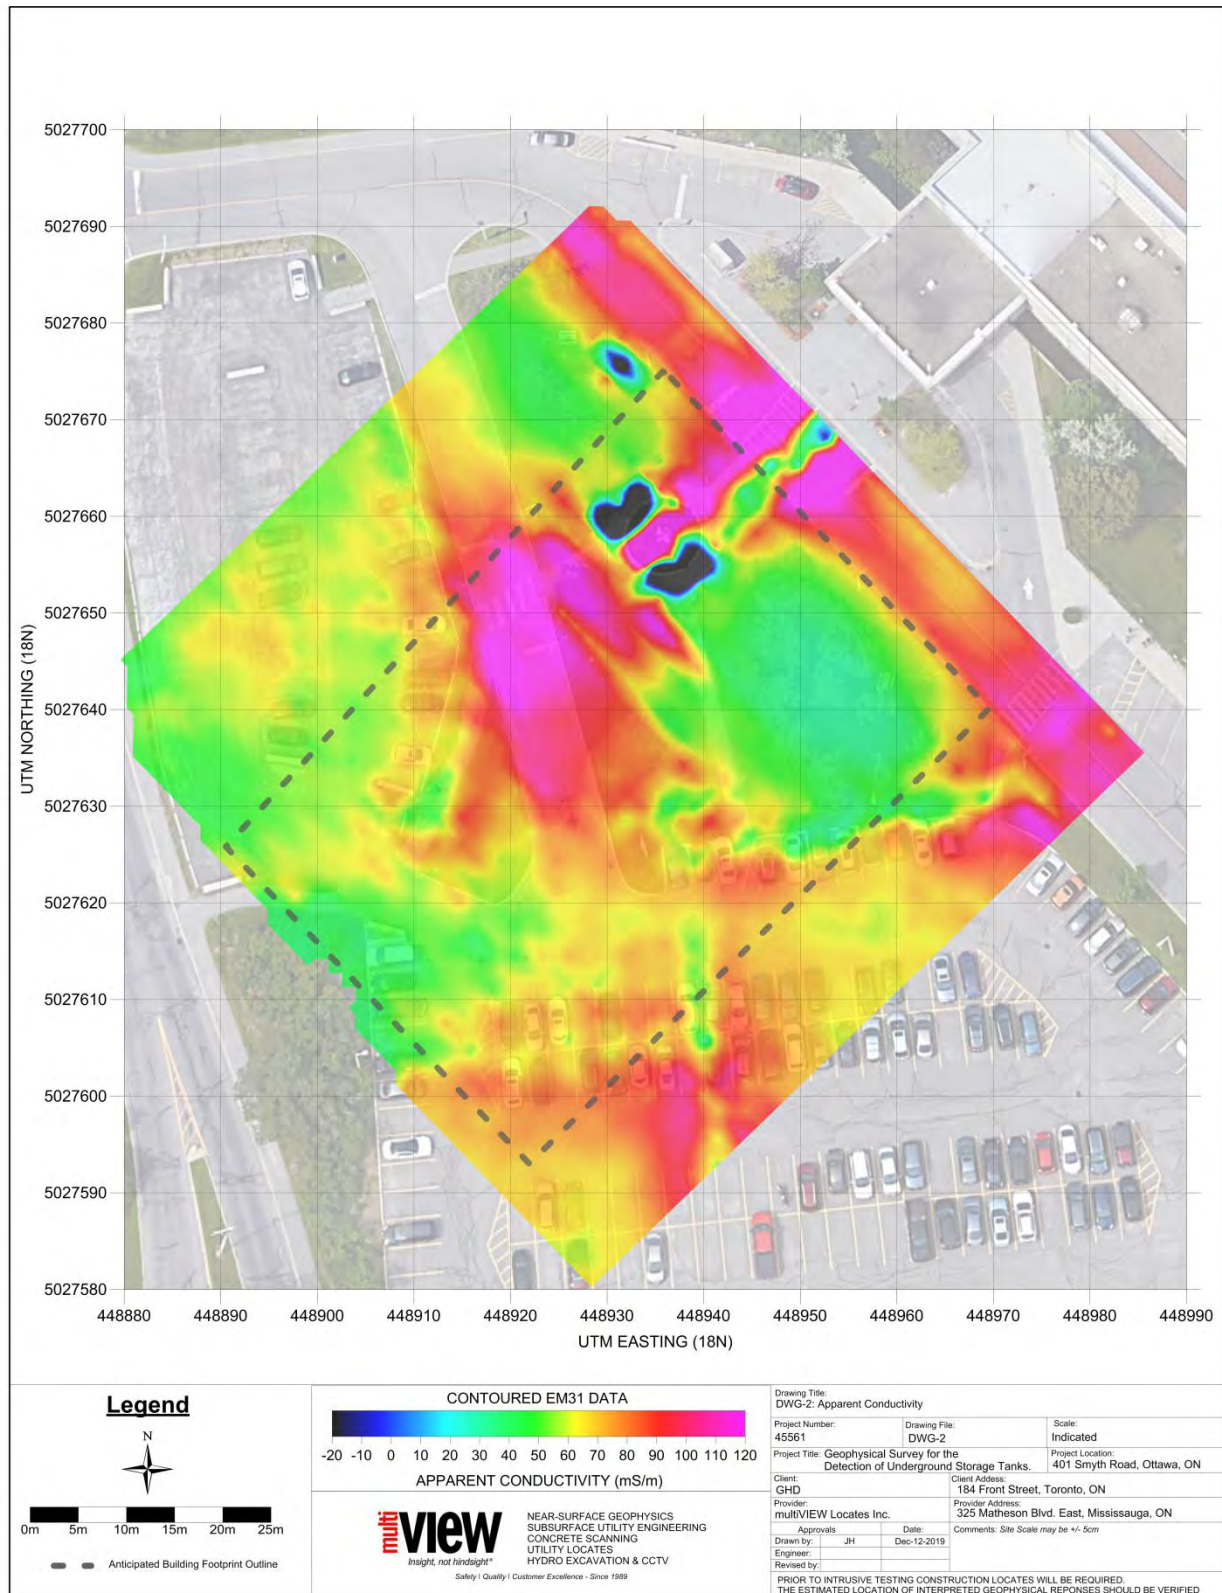 5027700
5027690
5027680
5027670
5027660
5027650
5027640
5027630
5027620
5027610
5027600
5027590
5027580
UTM NORTHING (18N)
448880 448890 448900 448910 448920 448930 448940 448950 448960 448970 448980 448990
UTM EASTING (18N)
Legend
N
0m 5m 10m 15m 20m 25m
Anticipated Building Footprint Outline
CONTOURED EM31 DATA
-20 -10 0 10 20 30 40 50 60 70 80 90 100 110 120
APPARENT CONDUCTIVITY (mS/m)
multiVIEW
Insight, not hindsight®
NEAR-SURFACE GEOPHYSICS
SUBSURFACE UTILITY ENGINEERING
CONCRETE SCANNING
UTILITY LOCATES
HYDRO EXCAVATION & CCTV
Safety | Quality | Customer Excellence - Since 1989
Drawing Title:
DWG-2: Apparent Conductivity
Project Number:
45561
Drawing File:
DWG-2
Scale:
Indicated
Project Title: Geophysical Survey for the
Detection of Underground Storage Tanks.
Project Location:
401 Smyth Road, Ottawa, ON
Client:
GHD
Client Address:
184 Front Street, Toronto, ON
Provider:
multiVIEW Locates Inc.
Provider Address:
325 Matheson Blvd. East, Mississauga, ON
Approvals
Date:
Drawn by: JH
Dec-12-2019
Engineer:
Revised by:
Comments: Site Scale may be +/- 5cm
PRIOR TO INTRUSIVE TESTING CONSTRUCTION LOCATES WILL BE REQUIRED.
THE ESTIMATED LOCATION OF INTERPRETED GEOPHYSICAL REPONSES SHOULD BE VERIFIED